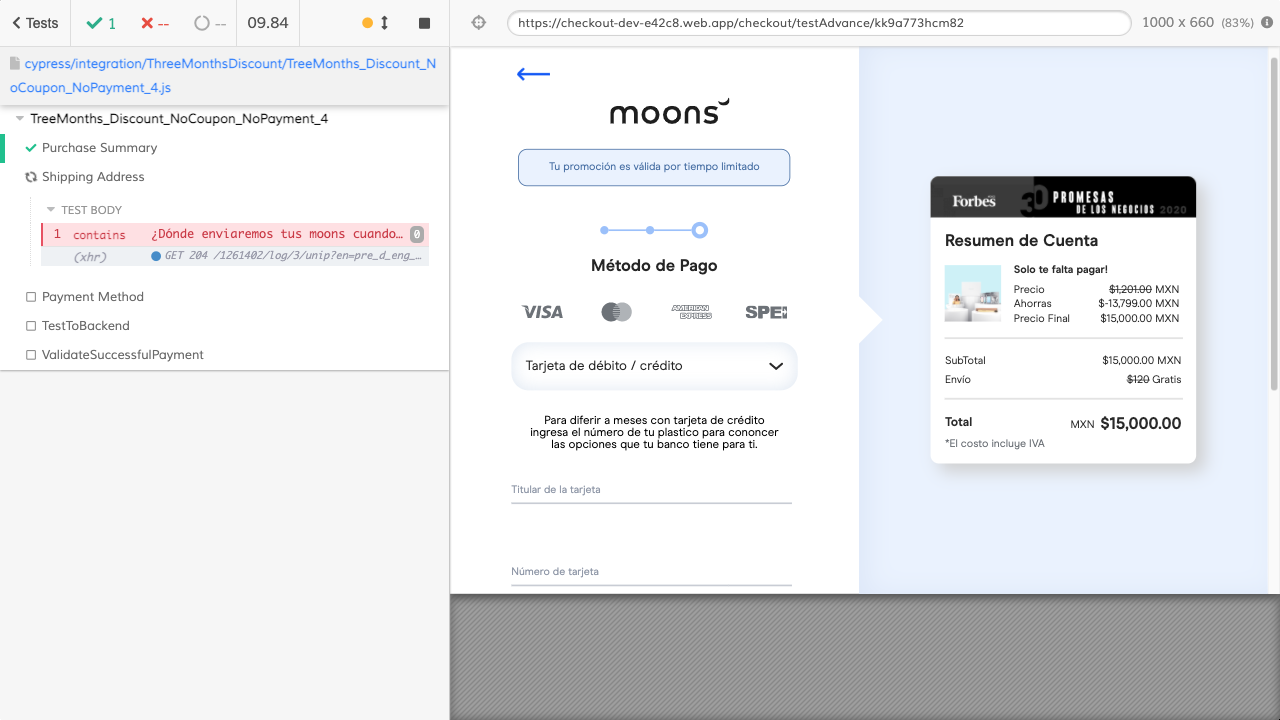 Tests
1
--
--
09.84
https://checkout-dev-e42c8.web.app/checkout/testAdvance/kk9a773hcm82
1000 x 660 (83%)
cypress/integration/ThreeMonthsDiscount/TreeMonths_Discount_N
oCoupon_NoPayment_4.js
TreeMonths_Discount_NoCoupon_NoPayment_4
Purchase Summary
Shipping Address
TEST BODY
1 contains ¿Dónde enviaremos tus moons cuando… 0
(xhr) GET 204 /1261402/log/3/unip?en=pre_d_eng_…
Payment Method
TestToBackend
ValidateSuccessfulPayment
moons
Tu promoción es válida por tiempo limitado
Método de Pago
VISA
AMERICAN
EXPRESS
SPEI
Tarjeta de débito / crédito
Para diferir a meses con tarjeta de crédito
ingresa el número de tu plastico para cononcer
las opciones que tu banco tiene para ti.
Titular de la tarjeta
Número de tarjeta
Forbes 30 PROMESAS
DE LOS NEGOCIOS 2020
Resumen de Cuenta
Solo te falta pagar!
Precio $1,201.00 MXN
Ahorras $-13,799.00 MXN
Precio Final $15,000.00 MXN
SubTotal $15,000.00 MXN
Envío $120 Gratis
Total MXN $15,000.00
*El costo incluye IVA